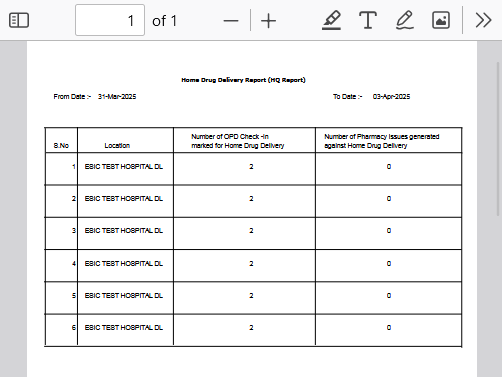 1 of 1
Home Drug Delivery Report (HQ Report)
From Date :- 31-Mar-2025 To Date :- 03-Apr-2025
S.No Location Number of OPD Check -In marked for Home Drug Delivery Number of Pharmacy Issues generated against Home Drug Delivery
1 ESIC TEST HOSPITAL DL 2 0
2 ESIC TEST HOSPITAL DL 2 0
3 ESIC TEST HOSPITAL DL 2 0
4 ESIC TEST HOSPITAL DL 2 0
5 ESIC TEST HOSPITAL DL 2 0
6 ESIC TEST HOSPITAL DL 2 0